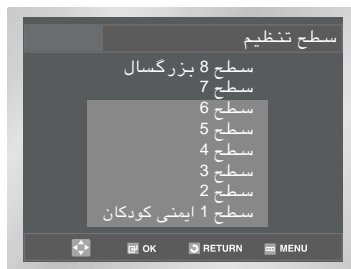 سطح تنظیم
سطح 8 بزرگسال
سطح 7
سطح 6
سطح 5
سطح 4
سطح 3
سطح 2
سطح 1 ایمنی کودکان
OK RETURN MENU